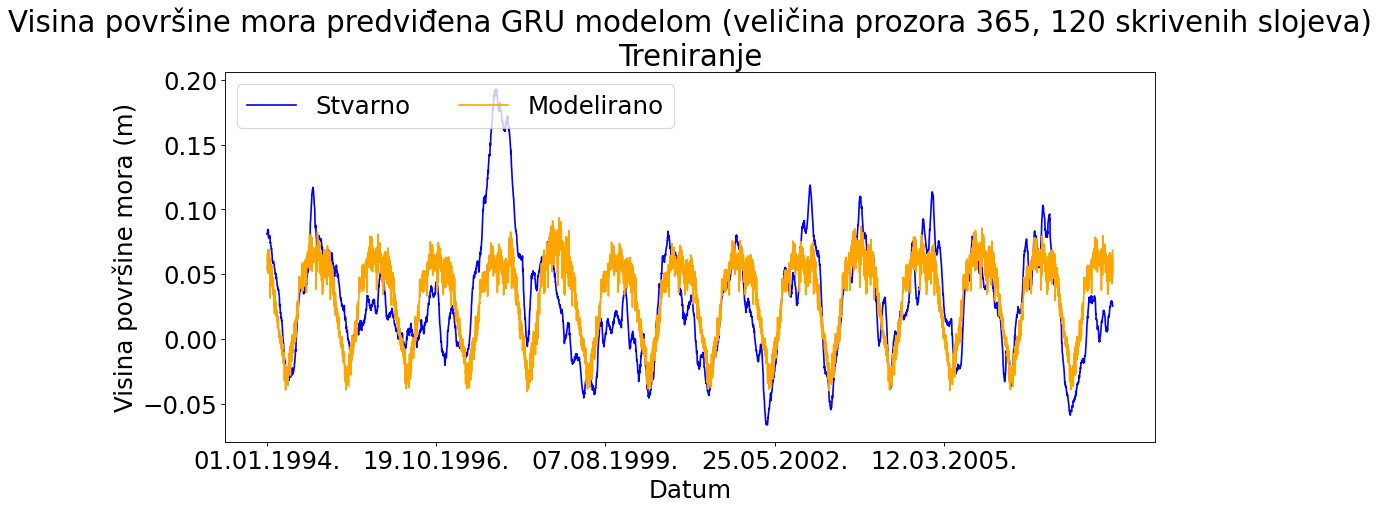 Visina površine mora predviđena GRU modelom (veličina prozora 365, 120 skrivenih slojeva)
Treniranje
Stvarno Modelirano
Visina površine mora (m)
0.20
0.15
0.10
0.05
0.00
−0.05
01.01.1994. 19.10.1996. 07.08.1999. 25.05.2002. 12.03.2005.
Datum